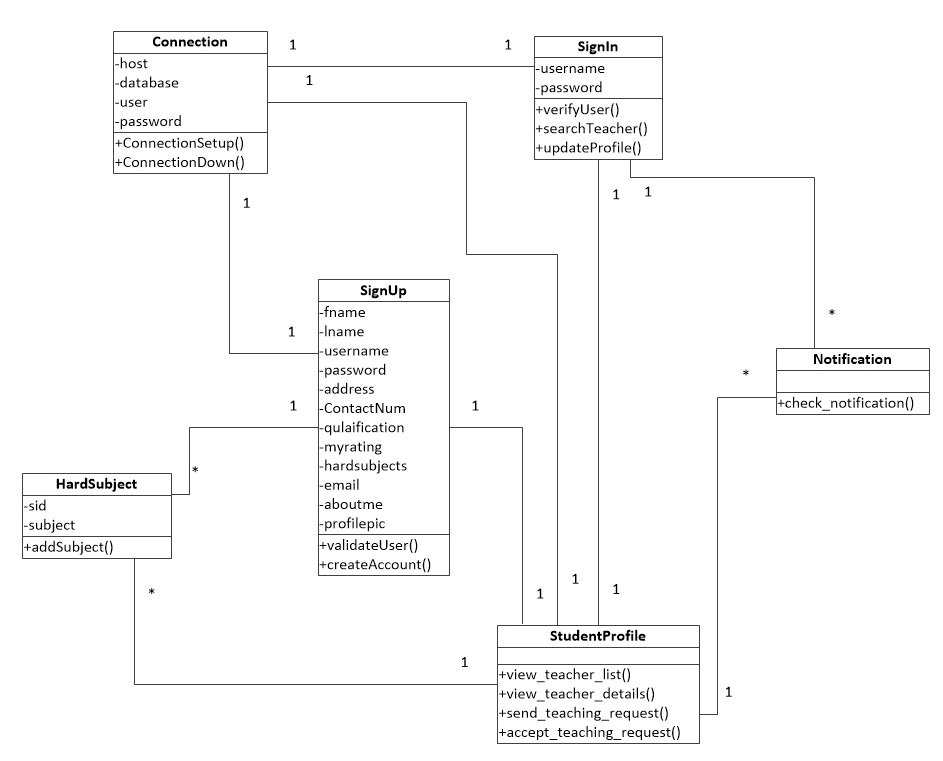 Connection
-host
-database
-user
-password
+ConnectionSetup()
+ConnectionDown()
1
1
1
SignIn
-username
-password
+verifyUser()
+searchTeacher()
+updateProfile()
1
1
1
SignUp
-fname
-lname
-username
-password
-address
-ContactNum
-qulaification
-myrating
-hardsubjects
-email
-aboutme
-profilepic
+validateUser()
+createAccount()
1
1
1
*
Notification
+check_notification()
*
*
HardSubject
-sid
-subject
+addSubject()
*
1
1
1
1
StudentProfile
+view_teacher_list()
+view_teacher_details()
+send_teaching_request()
+accept_teaching_request()
1